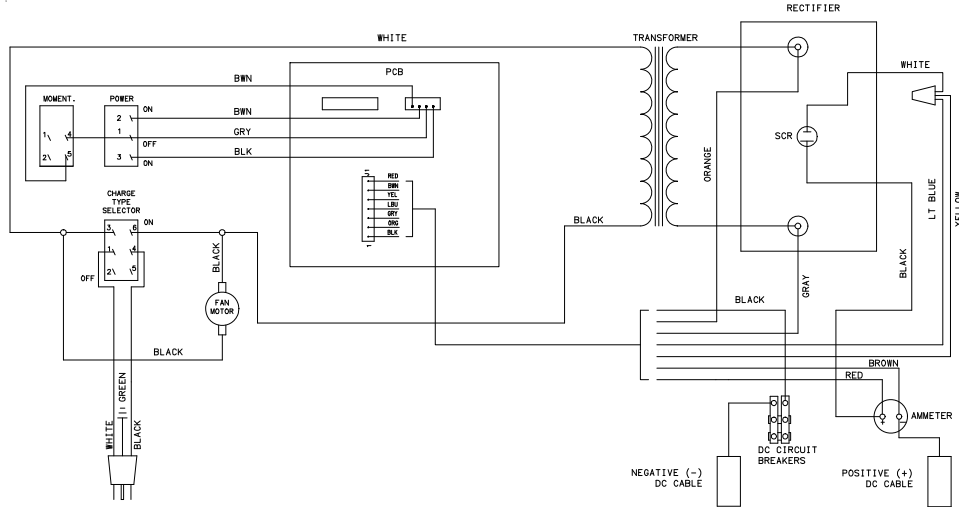 RECTIFIER
WHITE
TRANSFORMER
WHITE
PCB
BWN
MOMENT.
POWER
ON
2
BWN
1
GRY
OFF
3
BLK
ON
1
4
2
5
SCR
ORANGE
LT BLUE
YELLOW
11
RED
BWN
YEL
LBU
GRY
ORG
BLK
1
CHARGE
TYPE
SELECTOR
ON
3
6
1
4
2
5
OFF
BLACK
BLACK
FAN
MOTOR
BLACK
GRAY
BLACK
BLACK
BROWN
RED
GREEN
WHITE
BLACK
AMMETER
+
−
DC CIRCUIT
BREAKERS
NEGATIVE (-)
DC CABLE
POSITIVE (+)
DC CABLE